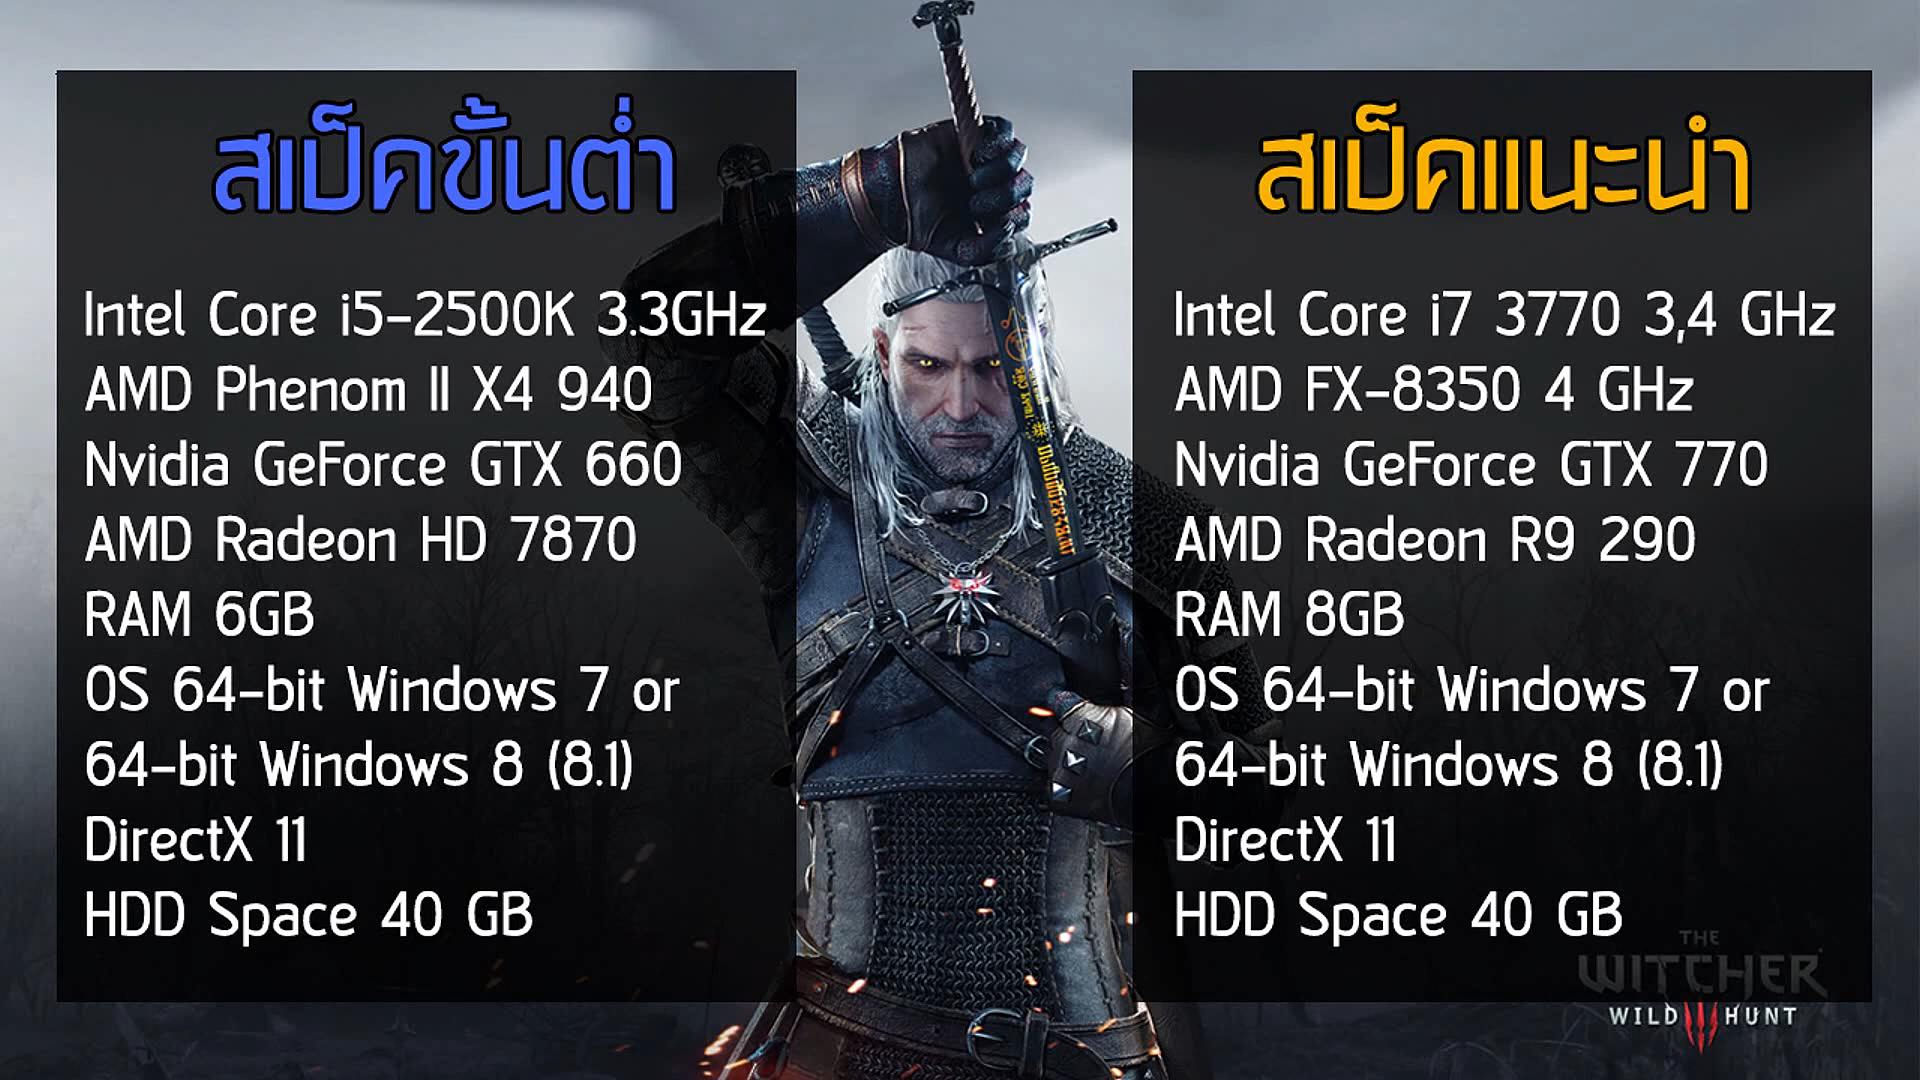 สเป็คขั้นต่ำ
Intel Core i5-2500K 3.3GHz
AMD Phenom II X4 940
Nvidia GeForce GTX 660
AMD Radeon HD 7870
RAM 6GB
OS 64-bit Windows 7 or
64-bit Windows 8 (8.1)
DirectX 11
HDD Space 40 GB
สเป็คแนะนำ
Intel Core i7 3770 3,4 GHz
AMD FX-8350 4 GHz
Nvidia GeForce GTX 770
AMD Radeon R9 290
RAM 8GB
OS 64-bit Windows 7 or
64-bit Windows 8 (8.1)
DirectX 11
HDD Space 40 GB
THE
WITCHER
WILD III HUNT